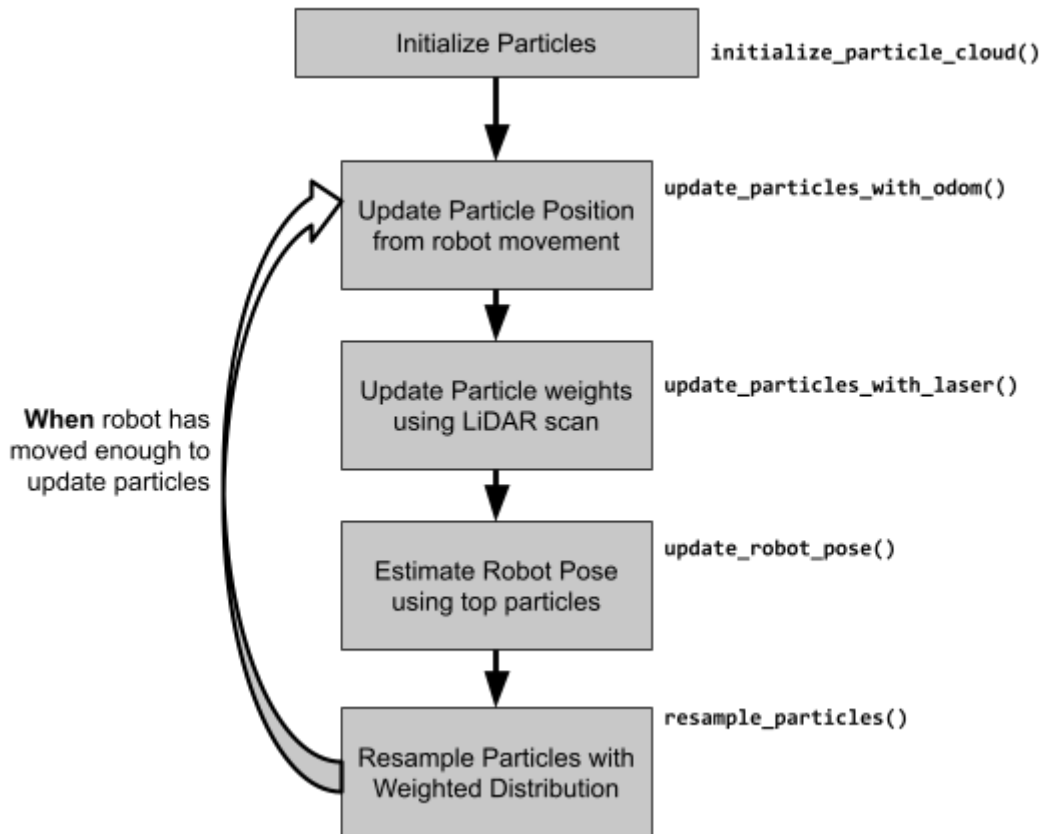 Initialize Particles
initialize_particle_cloud()
Update Particle Position
from robot movement
update_particles_with_odom()
Update Particle weights
using LiDAR scan
update_particles_with_laser()
When robot has
moved enough to
update particles
Estimate Robot Pose
using top particles
update_robot_pose()
Resample Particles with
Weighted Distribution
resample_particles()